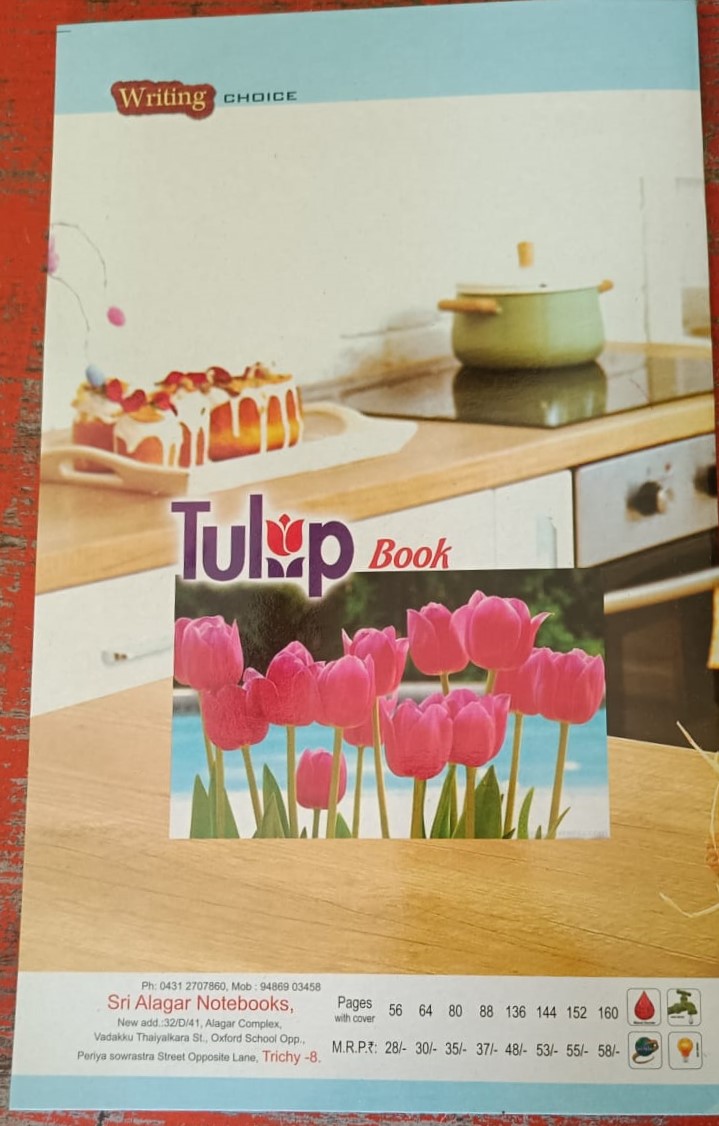 Writing CHOICE
Tulip Book
Ph: 0431 2707860, Mob : 94869 03458
Sri Alagar Notebooks,
New add.:32/D/41, Alagar Complex,
Vadakku Thaiyalkara St., Oxford School Opp.,
Periya sowrastra Street Opposite Lane, Trichy -8.
Pages with cover 56 64 80 88 136 144 152 160
M.R.P.₹: 28/- 30/- 35/- 37/- 48/- 53/- 55/- 58/-